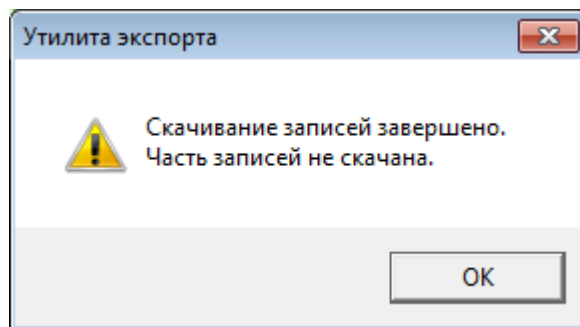 Утилита экспорта
Скачивание записей завершено.
Часть записей не скачана.
OK